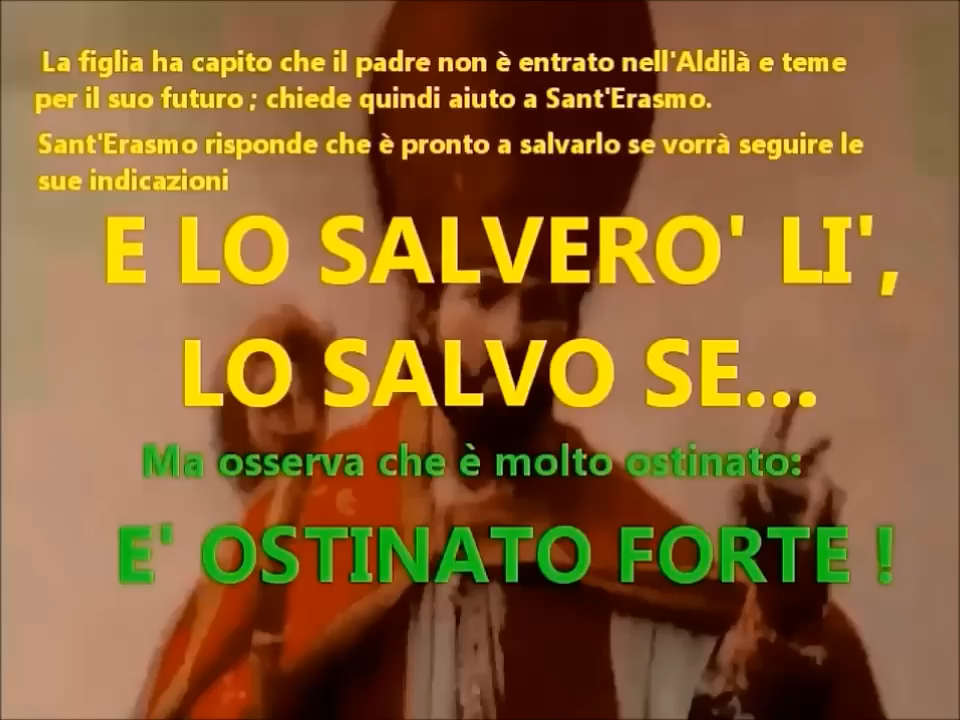 La figlia ha capito che il padre non è entrato nell'Aldilà e teme
per il suo futuro ; chiede quindi aiuto a Sant'Erasmo.
Sant'Erasmo risponde che è pronto a salvarlo se vorrà seguire le
sue indicazioni
E LO SALVERO' LI',
LO SALVO SE...
Ma osserva che è molto ostinato:
E' OSTINATO FORTE !